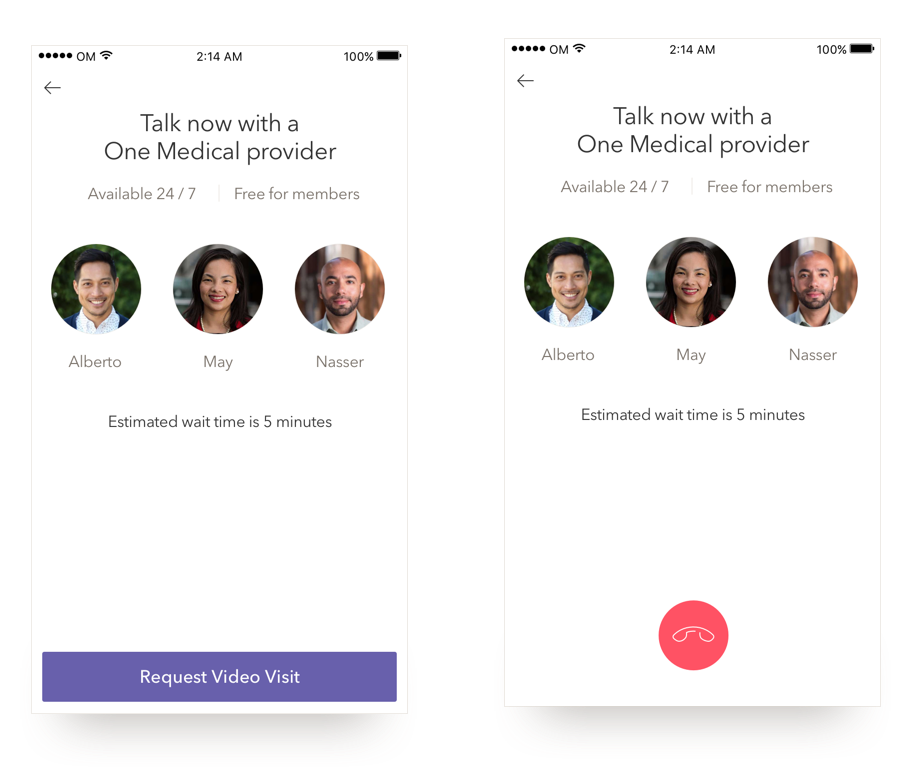 OM 2:14 AM 100%
Talk now with a
One Medical provider
Available 24 / 7 Free for members
Alberto May Nasser
Estimated wait time is 5 minutes
Request Video Visit
OM 2:14 AM 100%
Talk now with a
One Medical provider
Available 24 / 7 Free for members
Alberto May Nasser
Estimated wait time is 5 minutes